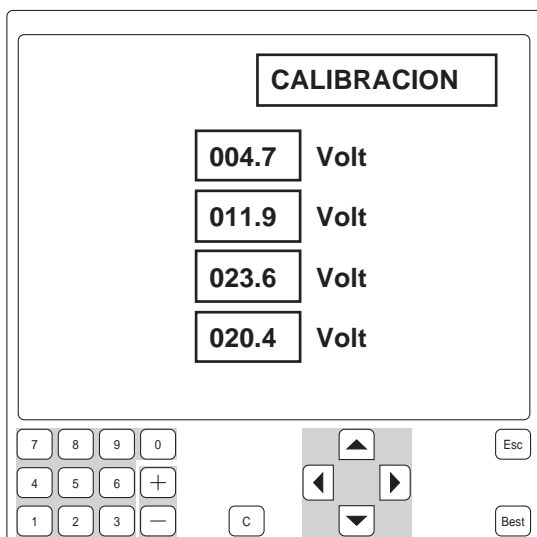 CALIBRACION
004.7 Volt
011.9 Volt
023.6 Volt
020.4 Volt
7 8 9 0
Esc
4 5 6 +
1 2 3 —
C
Best